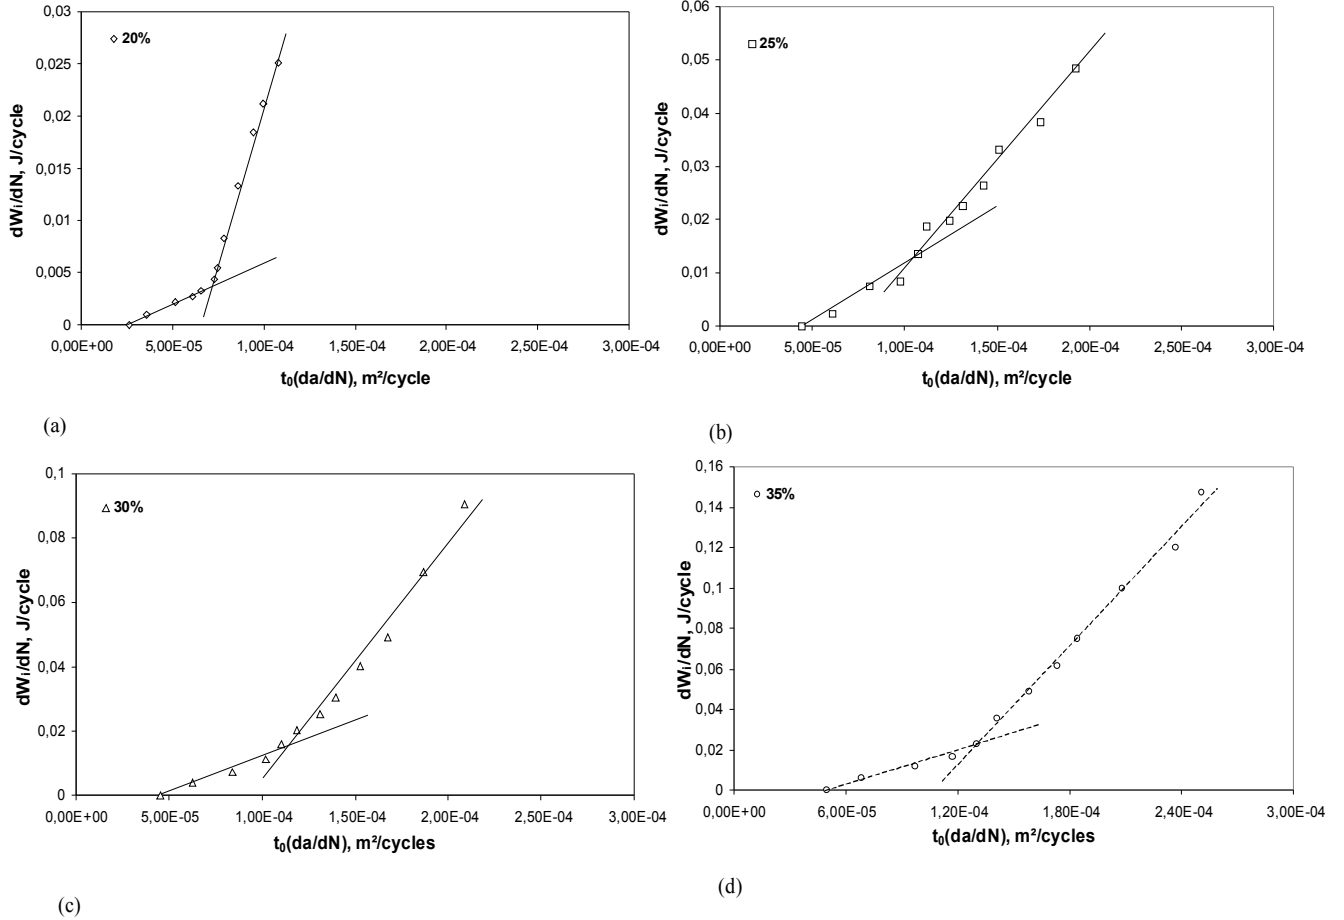 0,03
0,025
0,02
0,015
0,01
0,005
0
20%
dWi/dN, J/cycle
0,00E+00 5,00E-05 1,00E-04 1,50E-04 2,00E-04 2,50E-04 3,00E-04
t₀(da/dN), m²/cycle
(a)
0,06
0,05
0,04
0,03
0,02
0,01
0
25%
dWi/dN, J/cycle
0,00E+00 5,00E-05 1,00E-04 1,50E-04 2,00E-04 2,50E-04 3,00E-04
t₀(da/dN), m²/cycle
(b)
0,1
0,08
0,06
0,04
0,02
0
30%
dWi/dN, J/cycle
0,00E+00 5,00E-05 1,00E-04 1,50E-04 2,00E-04 2,50E-04 3,00E-04
t₀(da/dN), m²/cycles
(c)
0,16
0,14
0,12
0,1
0,08
0,06
0,04
0,02
0
35%
dWi/dN, J/cycle
0,00E+00 6,00E-05 1,20E-04 1,80E-04 2,40E-04 3,00E-04
t₀(da/dN), m²/cycles
(d)